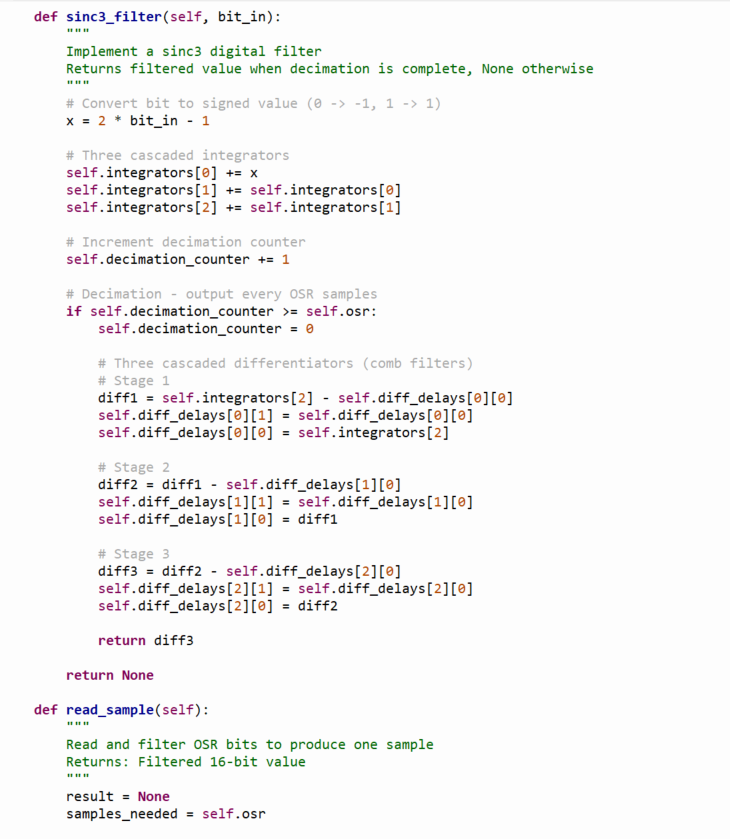 def sinc3_filter(self, bit_in):
    """
    Implement a sinc3 digital filter
    Returns filtered value when decimation is complete, None otherwise
    """
    # Convert bit to signed value (0 -> -1, 1 -> 1)
    x = 2 * bit_in - 1

    # Three cascaded integrators
    self.integrators[0] += x
    self.integrators[1] += self.integrators[0]
    self.integrators[2] += self.integrators[1]

    # Increment decimation counter
    self.decimation_counter += 1

    # Decimation - output every OSR samples
    if self.decimation_counter >= self.osr:
        self.decimation_counter = 0

        # Three cascaded differentiators (comb filters)
        # Stage 1
        diff1 = self.integrators[2] - self.diff_delays[0][0]
        self.diff_delays[0][1] = self.diff_delays[0][0]
        self.diff_delays[0][0] = self.integrators[2]

        # Stage 2
        diff2 = diff1 - self.diff_delays[1][0]
        self.diff_delays[1][1] = self.diff_delays[1][0]
        self.diff_delays[1][0] = diff1

        # Stage 3
        diff3 = diff2 - self.diff_delays[2][0]
        self.diff_delays[2][1] = self.diff_delays[2][0]
        self.diff_delays[2][0] = diff2

        return diff3

    return None

def read_sample(self):
    """
    Read and filter OSR bits to produce one sample
    Returns: Filtered 16-bit value
    """
    result = None
    samples_needed = self.osr